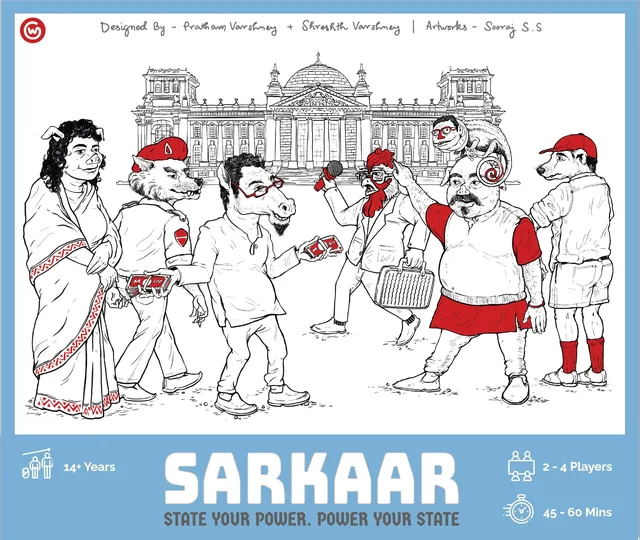 Designed By - Pratham Varshney + Shreshth Varshney | Artworks - Sooraj S.S
14+ Years
SARKAAR
STATE YOUR POWER. POWER YOUR STATE
2 - 4 Players
45 - 60 Mins